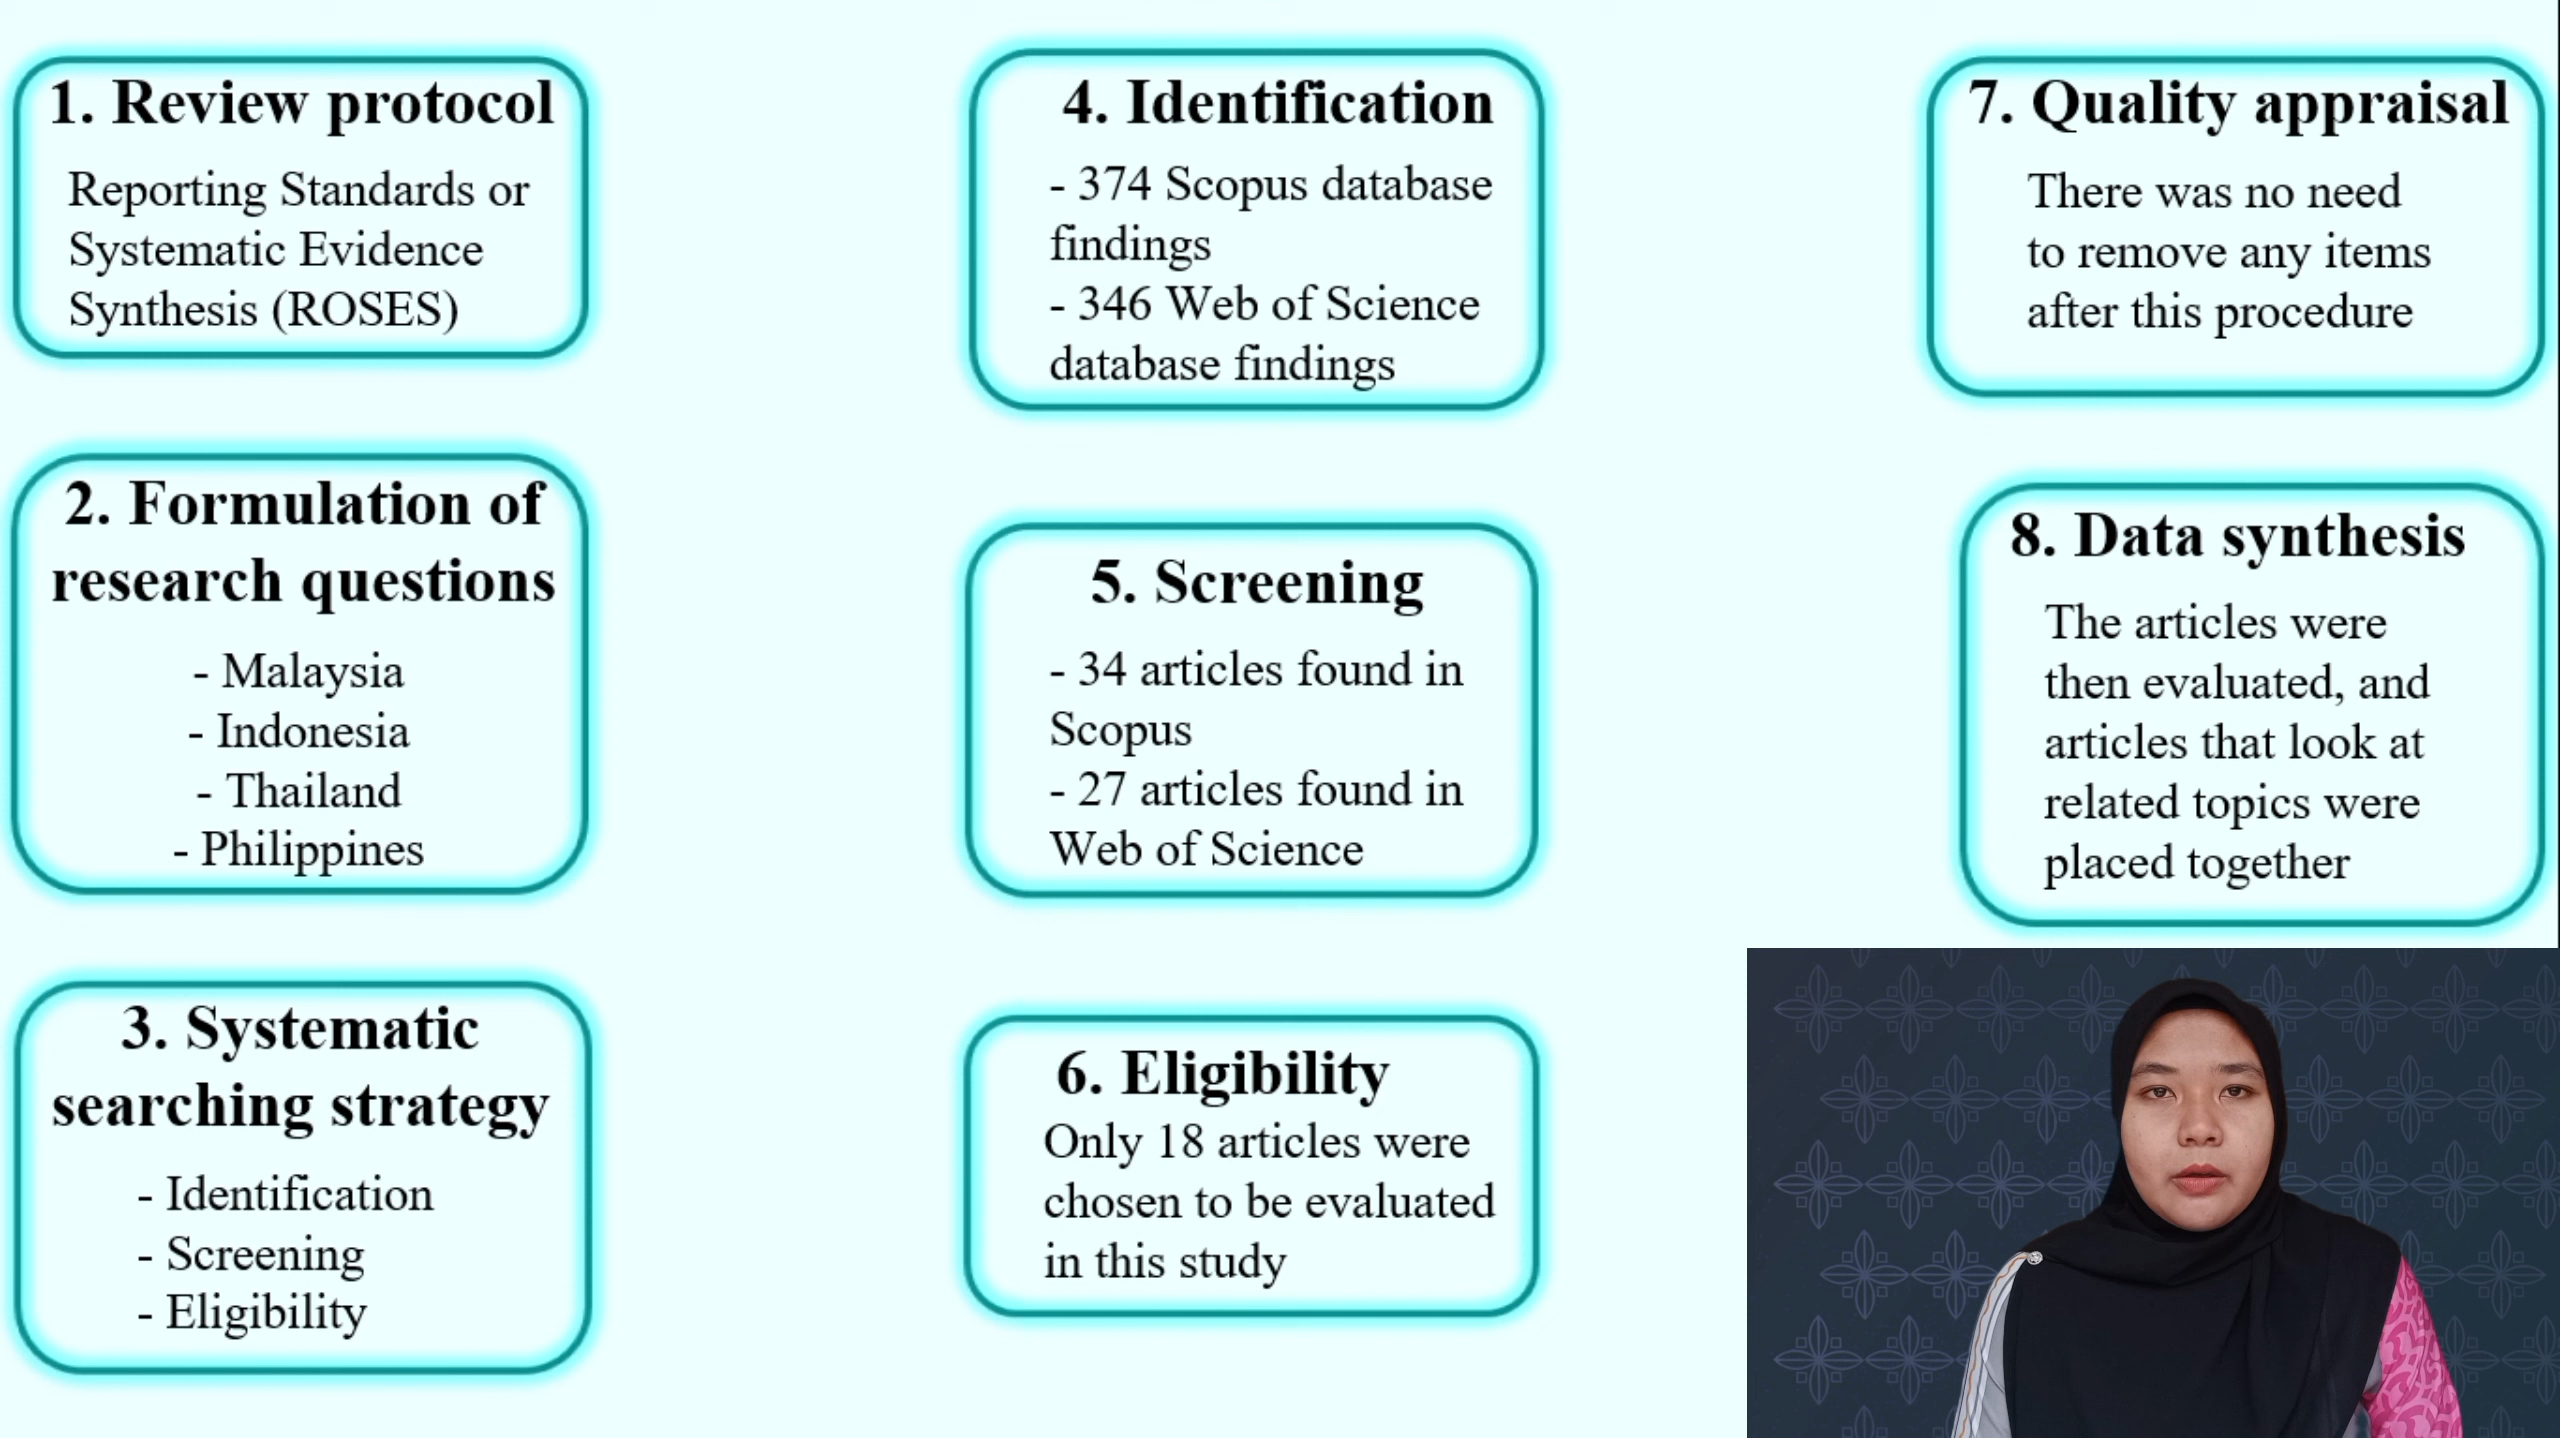 1. Review protocol
Reporting Standards or
Systematic Evidence
Synthesis (ROSES)
2. Formulation of
research questions
- Malaysia
- Indonesia
- Thailand
- Philippines
3. Systematic
searching strategy
- Identification
- Screening
- Eligibility
4. Identification
- 374 Scopus database
findings
- 346 Web of Science
database findings
5. Screening
- 34 articles found in
Scopus
- 27 articles found in
Web of Science
6. Eligibility
Only 18 articles were
chosen to be evaluated
in this study
7. Quality appraisal
There was no need
to remove any items
after this procedure
8. Data synthesis
The articles were
then evaluated, and
articles that look at
related topics were
placed together